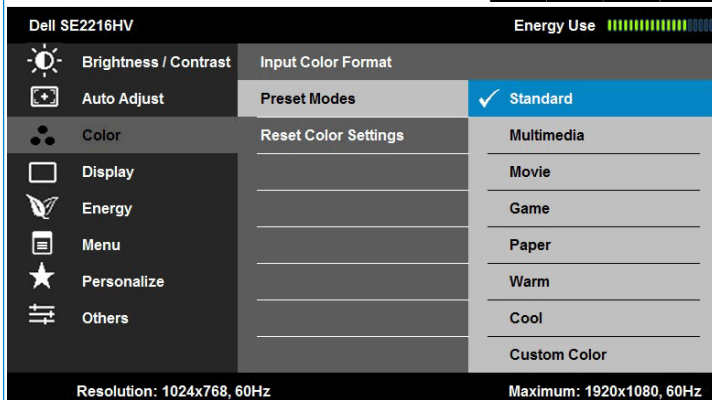 Dell SE2216HV Energy Use
Brightness / Contrast Input Color Format
Auto Adjust Preset Modes Standard
Color Reset Color Settings Multimedia
Display Movie
Energy Game
Menu Paper
Personalize Warm
Others Cool
Custom Color
Resolution: 1024x768, 60Hz Maximum: 1920x1080, 60Hz